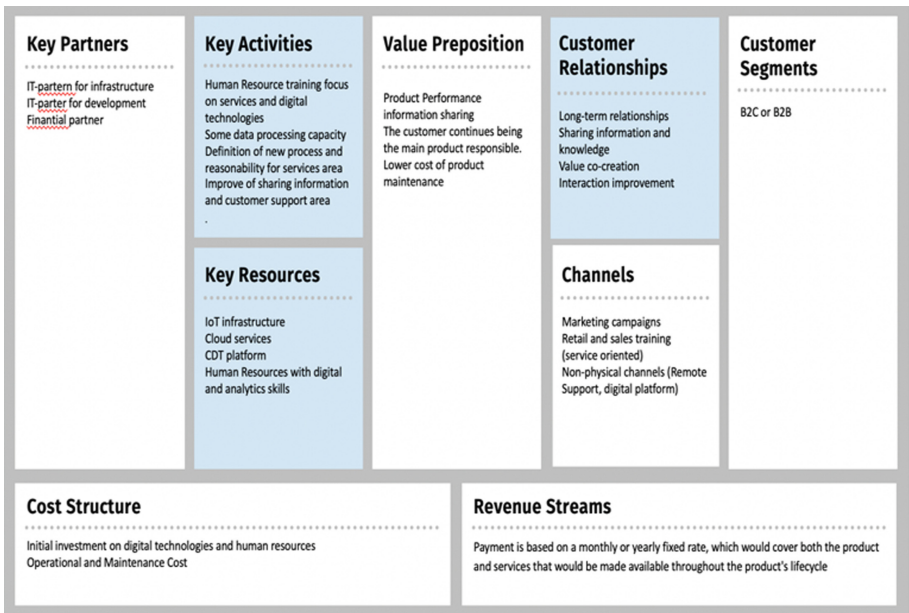 Key Partners
IT-partern for infrastructure
IT-parter for development
Finantial partner
Key Activities
Human Resource training focus
on services and digital
technologies
Some data processing capacity
Definition of new process and
reasonability for services area
Improve of sharing information
and customer support area
.
Key Resources
IoT infrastructure
Cloud services
CDT platform
Human Resources with digital
and analytics skills
Value Preposition
Product Performance
information sharing
The customer continues being
the main product responsible.
Lower cost of product
maintenance
Customer
Relationships
Long-term relationships
Sharing information and
knowledge
Value co-creation
Interaction improvement
Channels
Marketing campaigns
Retail and sales training
(service oriented)
Non-physical channels (Remote
Support, digital platform)
Customer
Segments
B2C or B2B
Cost Structure
Initial investment on digital technologies and human resources
Operational and Maintenance Cost
Revenue Streams
Payment is based on a monthly or yearly fixed rate, which would cover both the product
and services that would be made available throughout the product's lifecycle